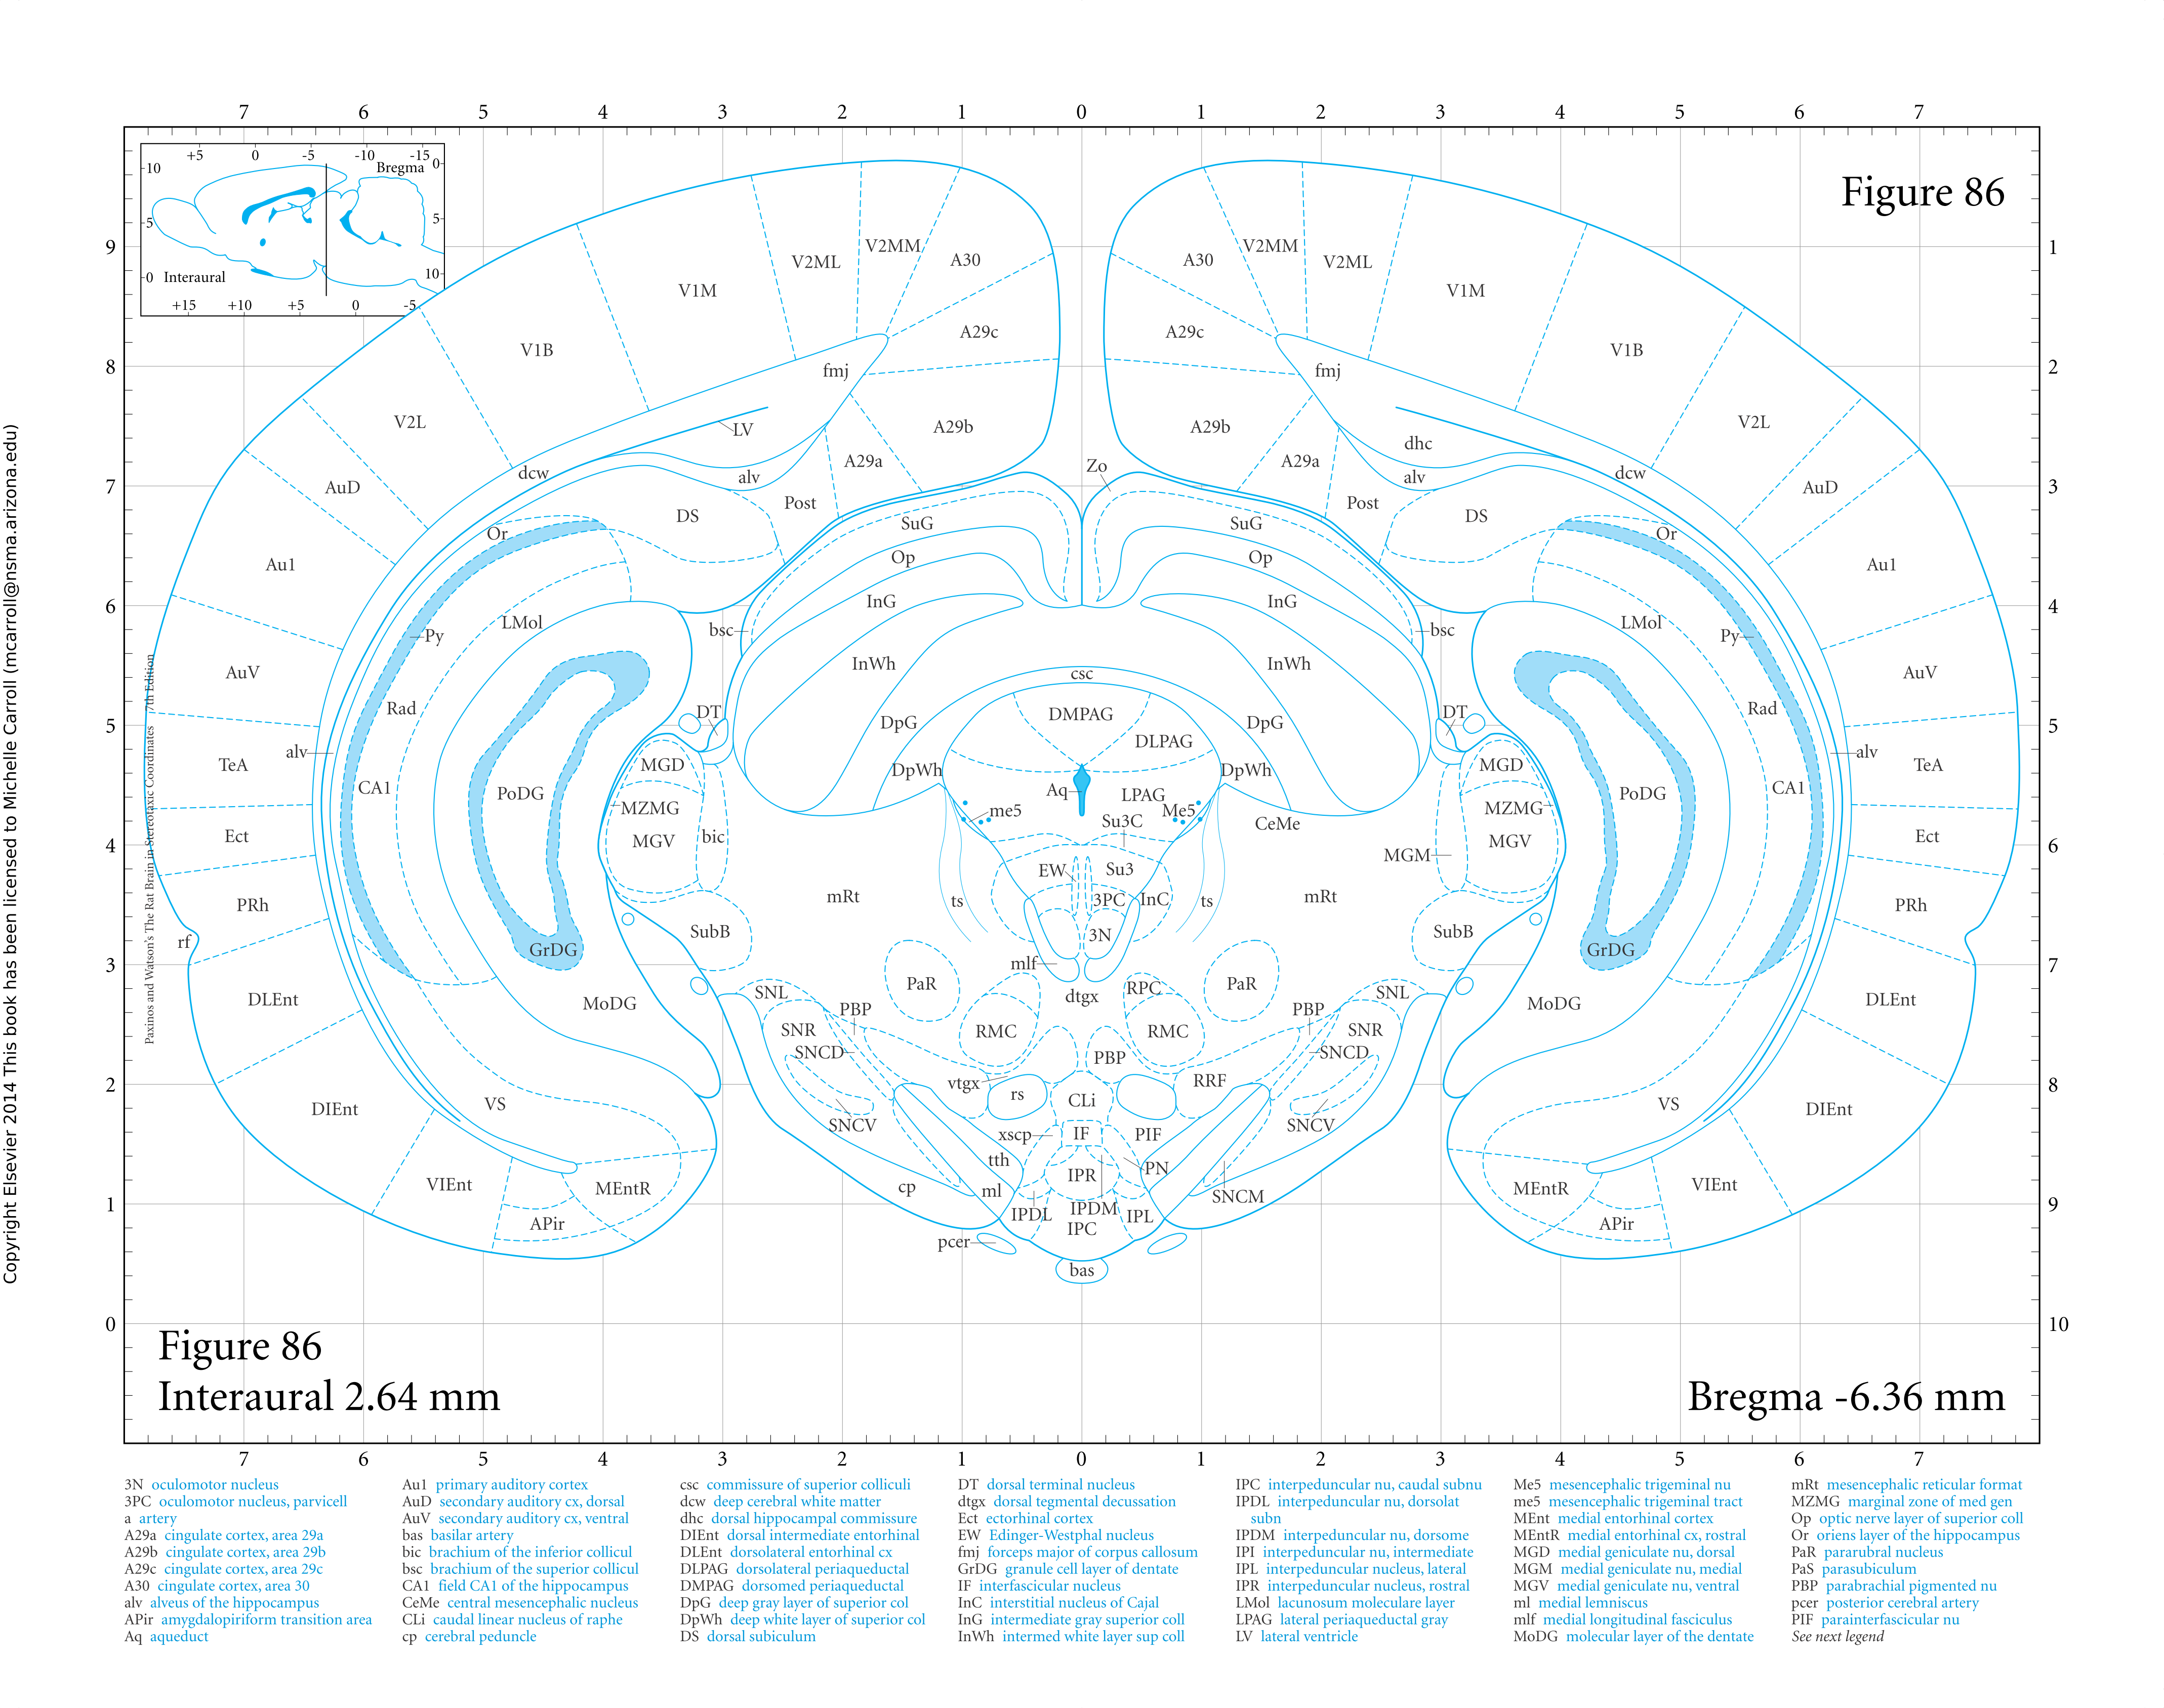 7 6 5 4 3 2 1 0 1 2 3 4 5 6 7
+5 0 -5 -10 -15
10 Bregma 0
5 5
0 Interaural 10
+15 +10 +5 0 -5
Figure 86
9 1
8 2
7 3
6 4
5 5
4 6
3 7
2 8
1 9
0 10
V2MM A30 A30 V2MM
V2ML V2ML
V1M V1M
A29c A29c
V1B V1B
fmj fmj
V2L LV A29b A29b dhc V2L
dcw A29a Zo A29a dcw
alv alv
AuD Post Post AuD
DS SuG SuG DS
Or Op Op Or
Au1 Au1
InG InG
LMol LMol
Py bsc bsc Py
InWh InWh
AuV csc AuV
Rad DT DpG DMPAG DpG DT Rad
DLPAG
alv alv
TeA MGD DpWh DpWh MGD TeA
CA1 PoDG Aq LPAG PoDG CA1
MZMG me5 Me5 MZMG
Su3C CeMe
Ect MGV bic MGV Ect
MGM
EW Su3
PRh mRt ts 3PC InC ts mRt PRh
rf SubB 3N SubB
GrDG GrDG
mlf
PaR dtgx RPC PaR
DLEnt MoDG SNL SNL MoDG DLEnt
PBP PBP
SNR RMC RMC SNR
SNCD PBP SNCD
vtgx RRF
VS rs CLi VS
DIEnt SNCV SNCV DIEnt
xscp IF PIF
tth PN
IPR
VIEnt MEntR cp ml SNCM MEntR VIEnt
IPDL IPDM IPL
APir IPC APir
pcer
bas
Figure 86
Interaural 2.64 mm
Bregma -6.36 mm
7 6 5 4 3 2 1 0 1 2 3 4 5 6 7
Copyright Elsevier 2014 This book has been licensed to Michelle Carroll (mcarroll@nsma.arizona.edu)
Paxinos and Watson's The Rat Brain in Stereotaxic Coordinates 7th Edition
3N oculomotor nucleus
3PC oculomotor nucleus, parvicell
a artery
A29a cingulate cortex, area 29a
A29b cingulate cortex, area 29b
A29c cingulate cortex, area 29c
A30 cingulate cortex, area 30
alv alveus of the hippocampus
APir amygdalopiriform transition area
Aq aqueduct
Au1 primary auditory cortex
AuD secondary auditory cx, dorsal
AuV secondary auditory cx, ventral
bas basilar artery
bic brachium of the inferior collicul
bsc brachium of the superior collicul
CA1 field CA1 of the hippocampus
CeMe central mesencephalic nucleus
CLi caudal linear nucleus of raphe
cp cerebral peduncle
csc commissure of superior colliculi
dcw deep cerebral white matter
dhc dorsal hippocampal commissure
DIEnt dorsal intermediate entorhinal
DLEnt dorsolateral entorhinal cx
DLPAG dorsolateral periaqueductal
DMPAG dorsomed periaqueductal
DpG deep gray layer of superior col
DpWh deep white layer of superior col
DS dorsal subiculum
DT dorsal terminal nucleus
dtgx dorsal tegmental decussation
Ect ectorhinal cortex
EW Edinger-Westphal nucleus
fmj forceps major of corpus callosum
GrDG granule cell layer of dentate
IF interfascicular nucleus
InC interstitial nucleus of Cajal
InG intermediate gray superior coll
InWh intermed white layer sup coll
IPC interpeduncular nu, caudal subnu
IPDL interpeduncular nu, dorsolat
subn
IPDM interpeduncular nu, dorsome
IPI interpeduncular nu, intermediate
IPL interpeduncular nucleus, lateral
IPR interpeduncular nucleus, rostral
LMol lacunosum moleculare layer
LPAG lateral periaqueductal gray
LV lateral ventricle
Me5 mesencephalic trigeminal nu
me5 mesencephalic trigeminal tract
MEnt medial entorhinal cortex
MEntR medial entorhinal cx, rostral
MGD medial geniculate nu, dorsal
MGM medial geniculate nu, medial
MGV medial geniculate nu, ventral
ml medial lemniscus
mlf medial longitudinal fasciculus
MoDG molecular layer of the dentate
mRt mesencephalic reticular format
MZMG marginal zone of med gen
Op optic nerve layer of superior coll
Or oriens layer of the hippocampus
PaR pararubral nucleus
PaS parasubiculum
PBP parabrachial pigmented nu
pcer posterior cerebral artery
PIF parainterfascicular nu
See next legend